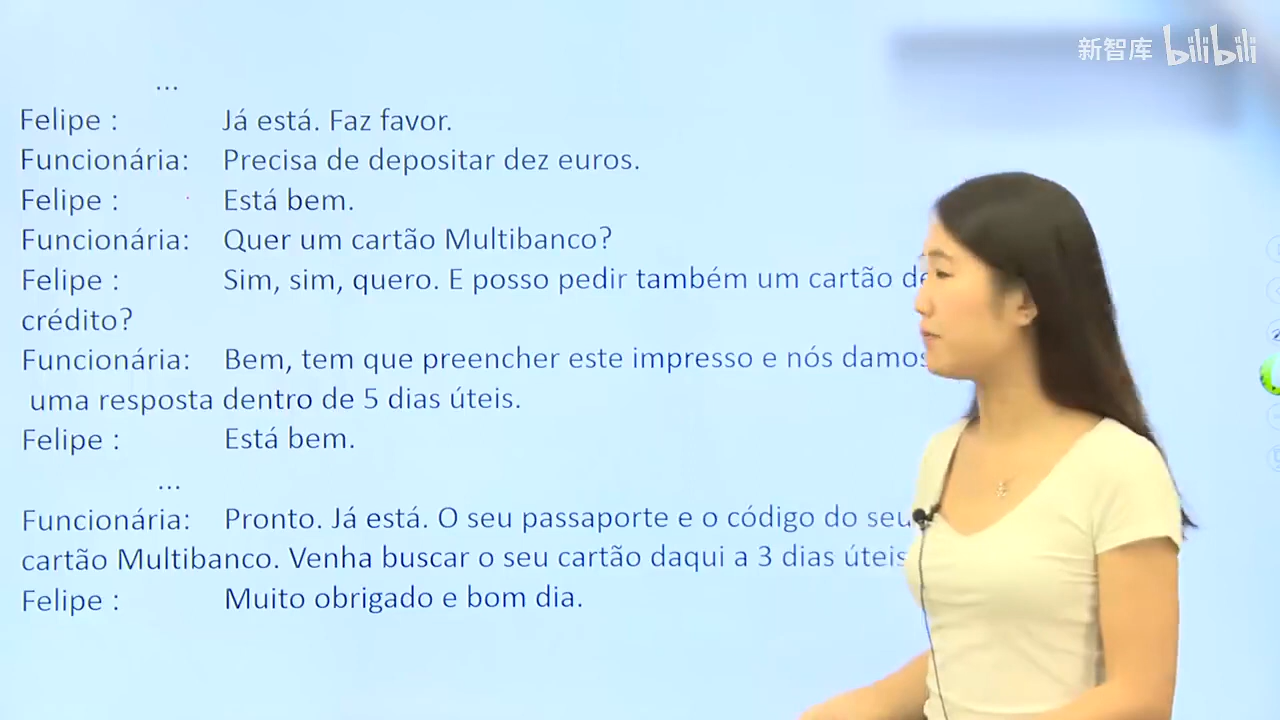 新智库 bilibili
...
Felipe : Já está. Faz favor.
Funcionária: Precisa de depositar dez euros.
Felipe : Está bem.
Funcionária: Quer um cartão Multibanco?
Felipe : Sim, sim, quero. E posso pedir também um cartão de
crédito?
Funcionária: Bem, tem que preencher este impresso e nós damos
uma resposta dentro de 5 dias úteis.
Felipe : Está bem.
...
Funcionária: Pronto. Já está. O seu passaporte e o código do seu
cartão Multibanco. Venha buscar o seu cartão daqui a 3 dias úteis
Felipe : Muito obrigado e bom dia.